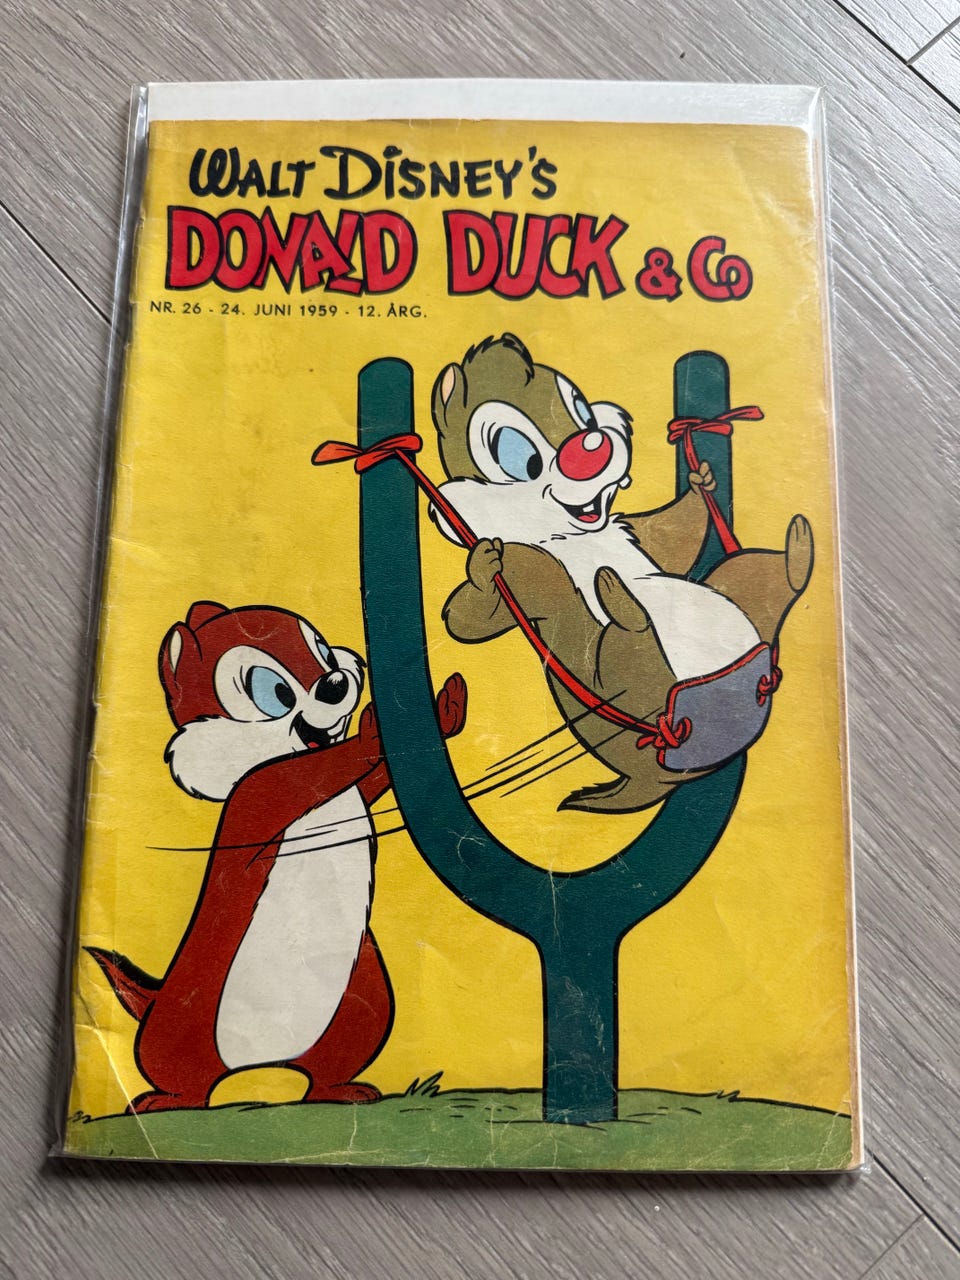 Walt Disney's
DONALD DUCK & Co
NR. 26 - 24. JUNI 1959 - 12. ÅRG.